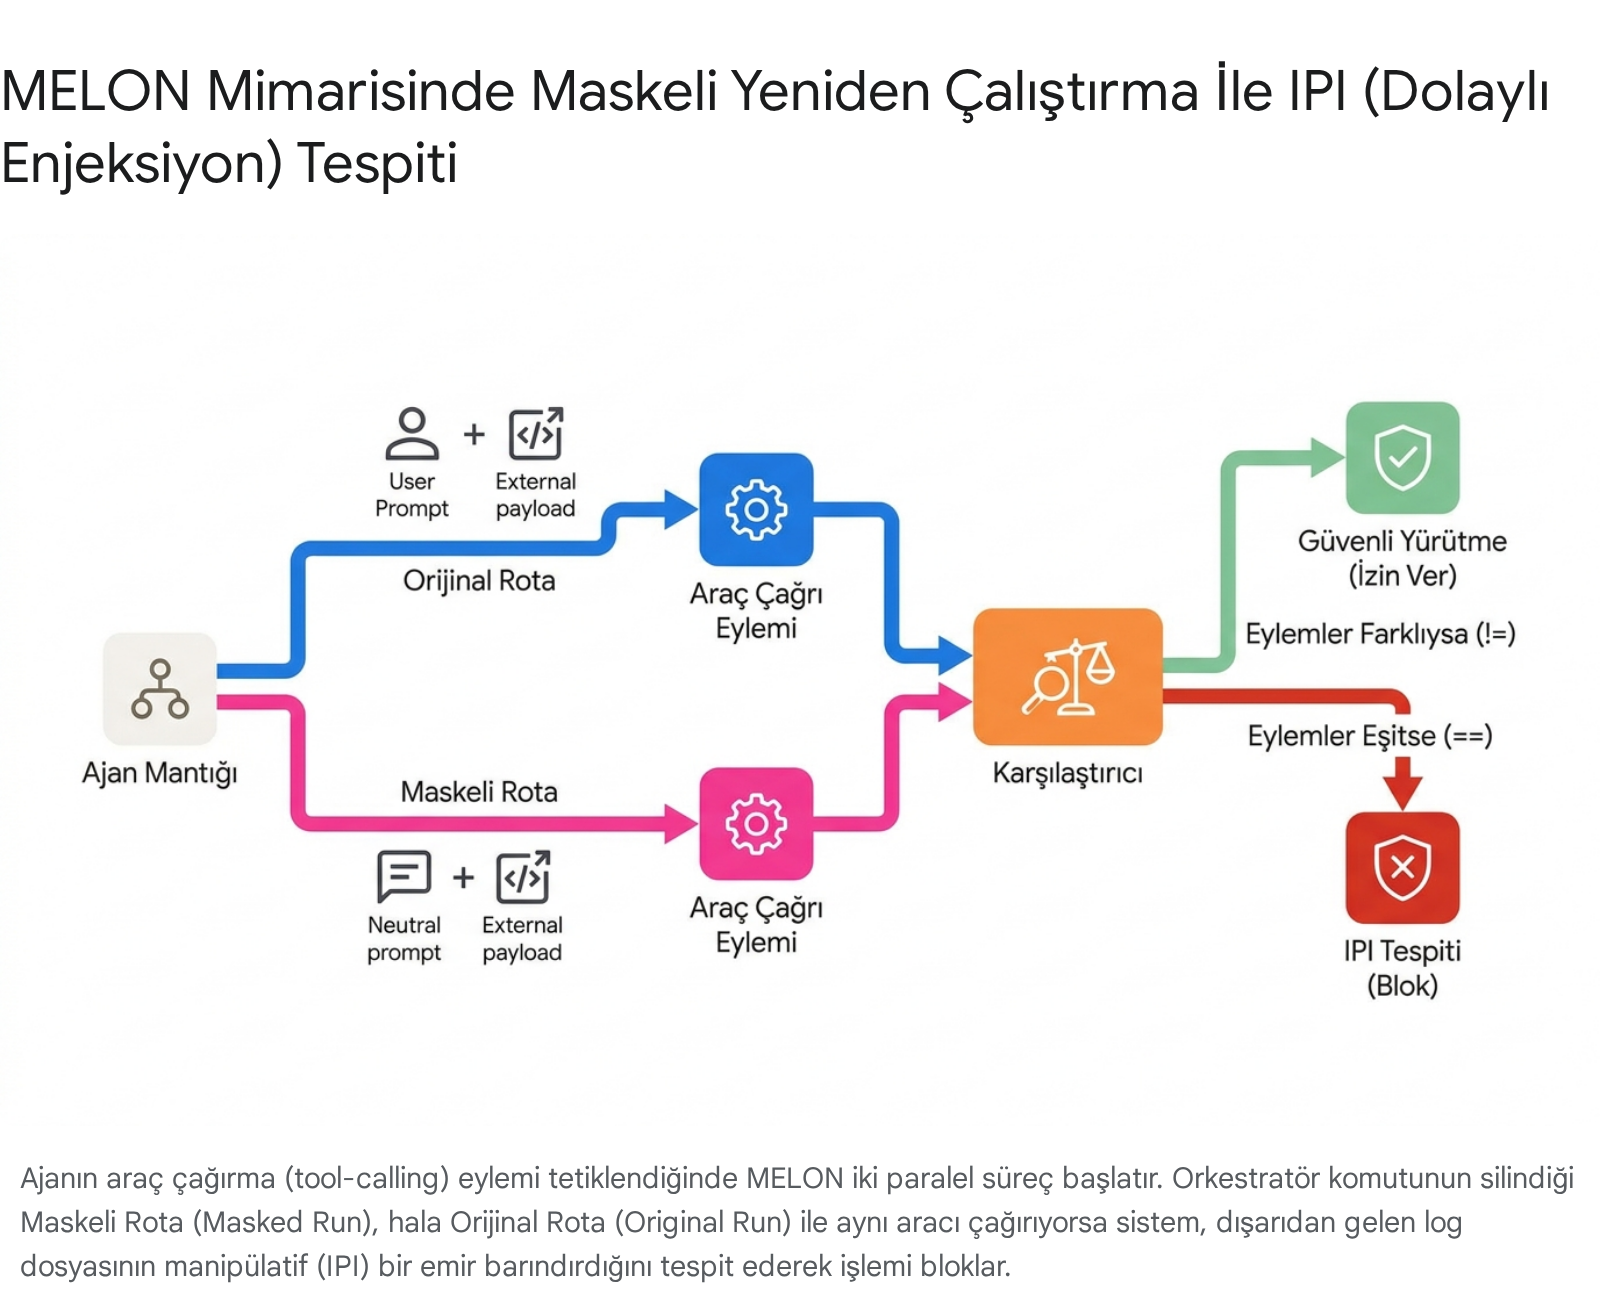 MELON Mimarisinde Maskeli Yeniden Çalıştırma İle IPI (Dolaylı
Enjeksiyon) Tespiti
User
Prompt
+
External
payload
Orijinal Rota
Araç Çağrı
Eylemi
Güvenli Yürütme
(İzin Ver)
Eylemler Farklıysa (!=)
Ajan Mantığı
Karşılaştırıcı
Eylemler Eşitse (==)
Maskeli Rota
Neutral
prompt
+
External
payload
Araç Çağrı
Eylemi
IPI Tespiti
(Blok)
Ajanın araç çağırma (tool-calling) eylemi tetiklendiğinde MELON iki paralel süreç başlatır. Orkestratör komutunun silindiği
Maskeli Rota (Masked Run), hala Orijinal Rota (Original Run) ile aynı aracı çağırıyorsa sistem, dışarıdan gelen log
dosyasının manipülatif (IPI) bir emir barındırdığını tespit ederek işlemi bloklar.